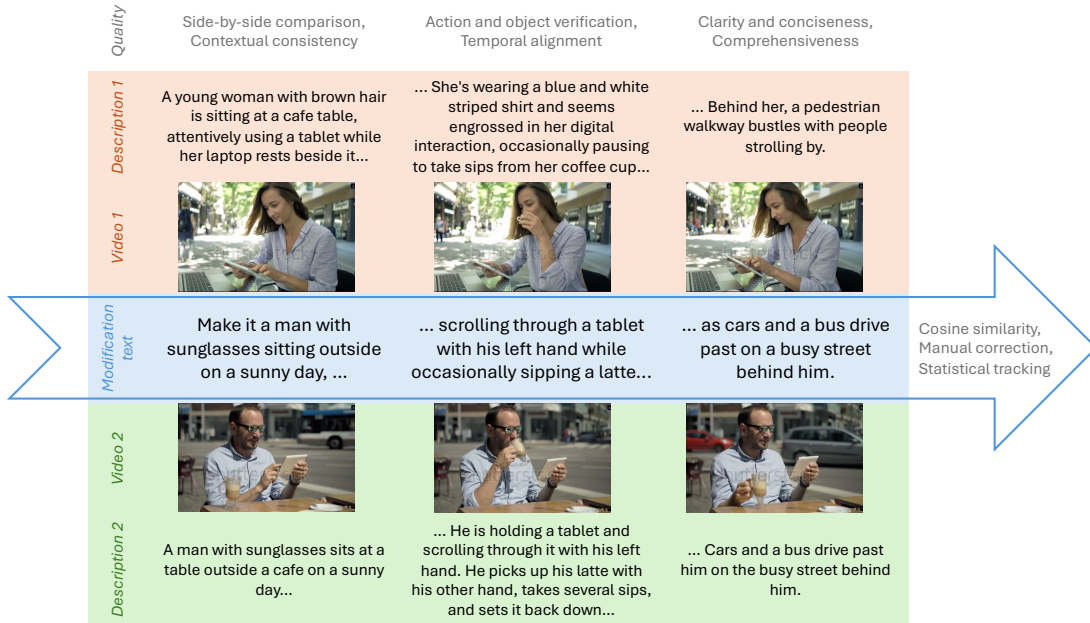 Quality
Side-by-side comparison,
Contextual consistency
Action and object verification,
Temporal alignment
Clarity and conciseness,
Comprehensiveness
Description 1
A young woman with brown hair
is sitting at a cafe table,
attentively using a tablet while
her laptop rests beside it...
... She's wearing a blue and white
striped shirt and seems
engrossed in her digital
interaction, occasionally pausing
to take sips from her coffee cup...
... Behind her, a pedestrian
walkway bustles with people
strolling by.
Video 1
Modification
text
Make it a man with
sunglasses sitting outside
on a sunny day, ...
... scrolling through a tablet
with his left hand while
occasionally sipping a latte...
... as cars and a bus drive
past on a busy street
behind him.
Cosine similarity,
Manual correction,
Statistical tracking
Video 2
Description 2
A man with sunglasses sits at a
table outside a cafe on a sunny
day...
... He is holding a tablet and
scrolling through it with his left
hand. He picks up his latte with
his other hand, takes several sips,
and sets it back down...
... Cars and a bus drive past
him on the busy street behind
him.